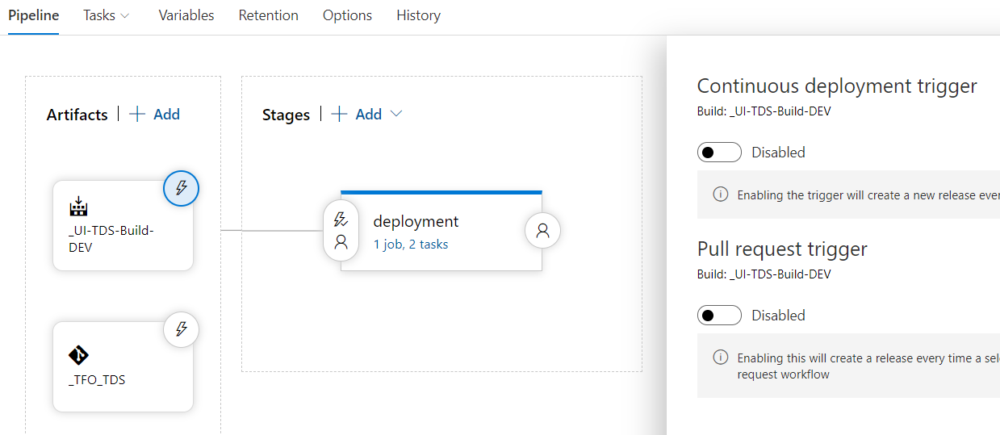 Pipeline Tasks Variables Retention Options History
Artifacts | + Add
_UI-TDS-Build-
DEV
_TFO_TDS
Stages | + Add
deployment
1 job, 2 tasks
Continuous deployment trigger
Build: _UI-TDS-Build-DEV
Disabled
Enabling the trigger will create a new release ever
Pull request trigger
Build: _UI-TDS-Build-DEV
Disabled
Enabling this will create a release every time a sel
request workflow